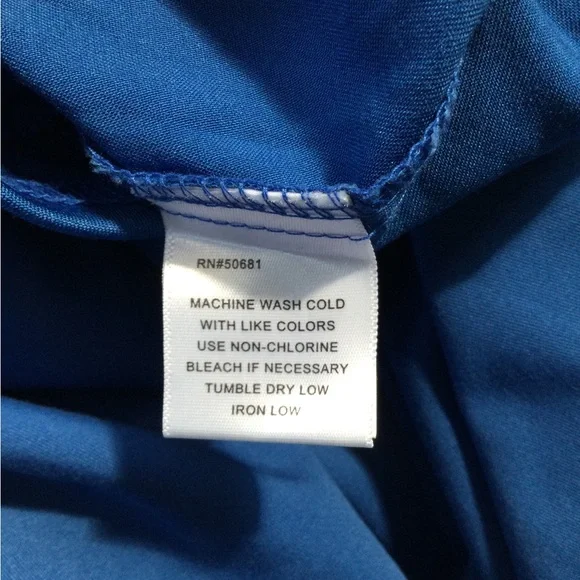 RN#50681
MACHINE WASH COLD
WITH LIKE COLORS
USE NON-CHLORINE
BLEACH IF NECESSARY
TUMBLE DRY LOW
IRON LOW